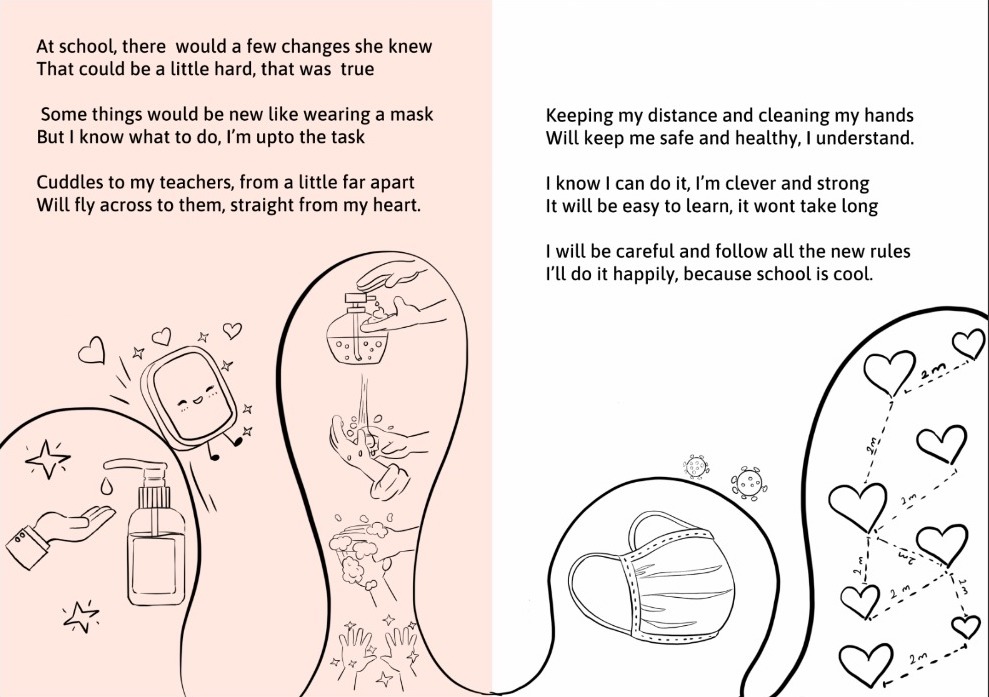 At school, there would a few changes she knew
That could be a little hard, that was true
Some things would be new like wearing a mask
But I know what to do, I'm upto the task
Cuddles to my teachers, from a little far apart
Will fly across to them, straight from my heart.
Keeping my distance and cleaning my hands
Will keep me safe and healthy, I understand.
I know I can do it, I'm clever and strong
It will be easy to learn, it wont take long
I will be careful and follow all the new rules
I'll do it happily, because school is cool.
2m
2m
2m
2m
2m
2m
2m
2m